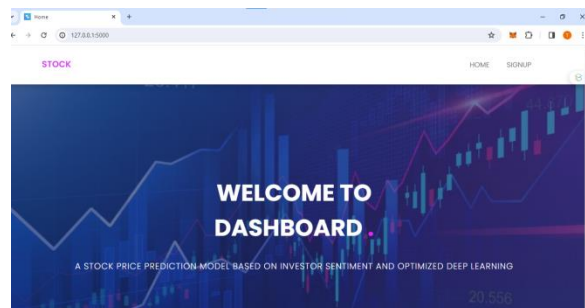 Home
127.0.0.1:5000
STOCK
HOME SIGNUP
WELCOME TO
DASHBOARD.
A STOCK PRICE PREDICTION MODEL BASED ON INVESTOR SENTIMENT AND OPTIMIZED DEEP LEARNING
20.556